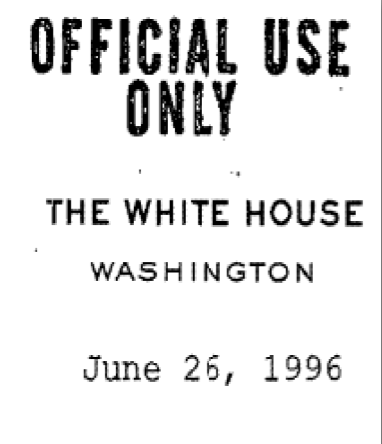 OFFICIAL USE
ONLY
THE WHITE HOUSE
WASHINGTON
June 26, 1996